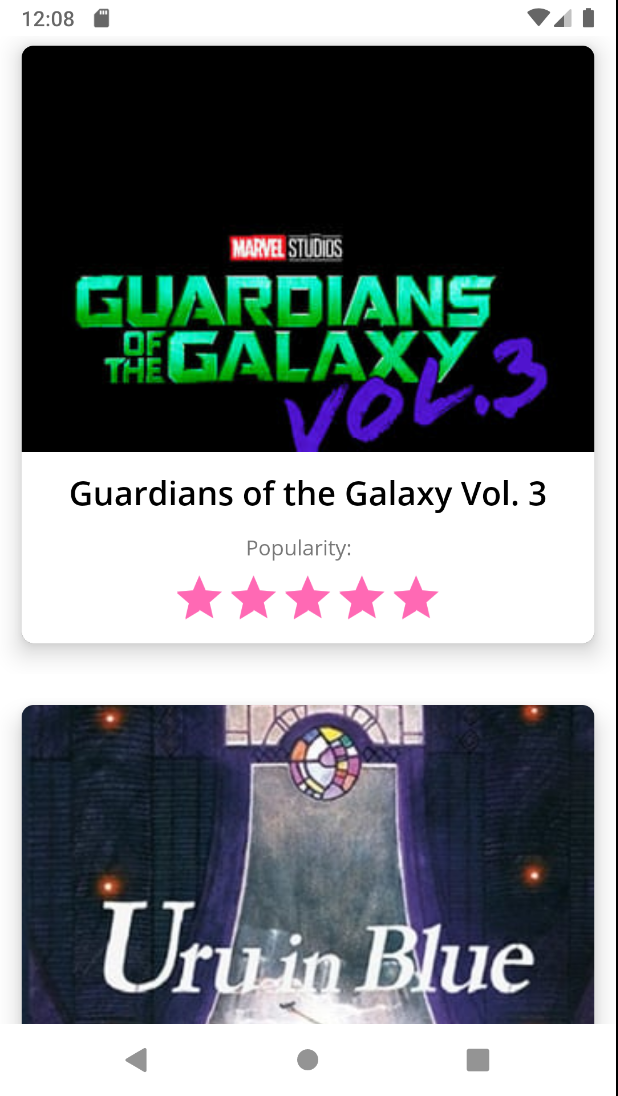 12:08
MARVEL STUDIOS
GUARDIANS
OF THE GALAXY
VOL.3
Guardians of the Galaxy Vol. 3
Popularity:
Uru in Blue